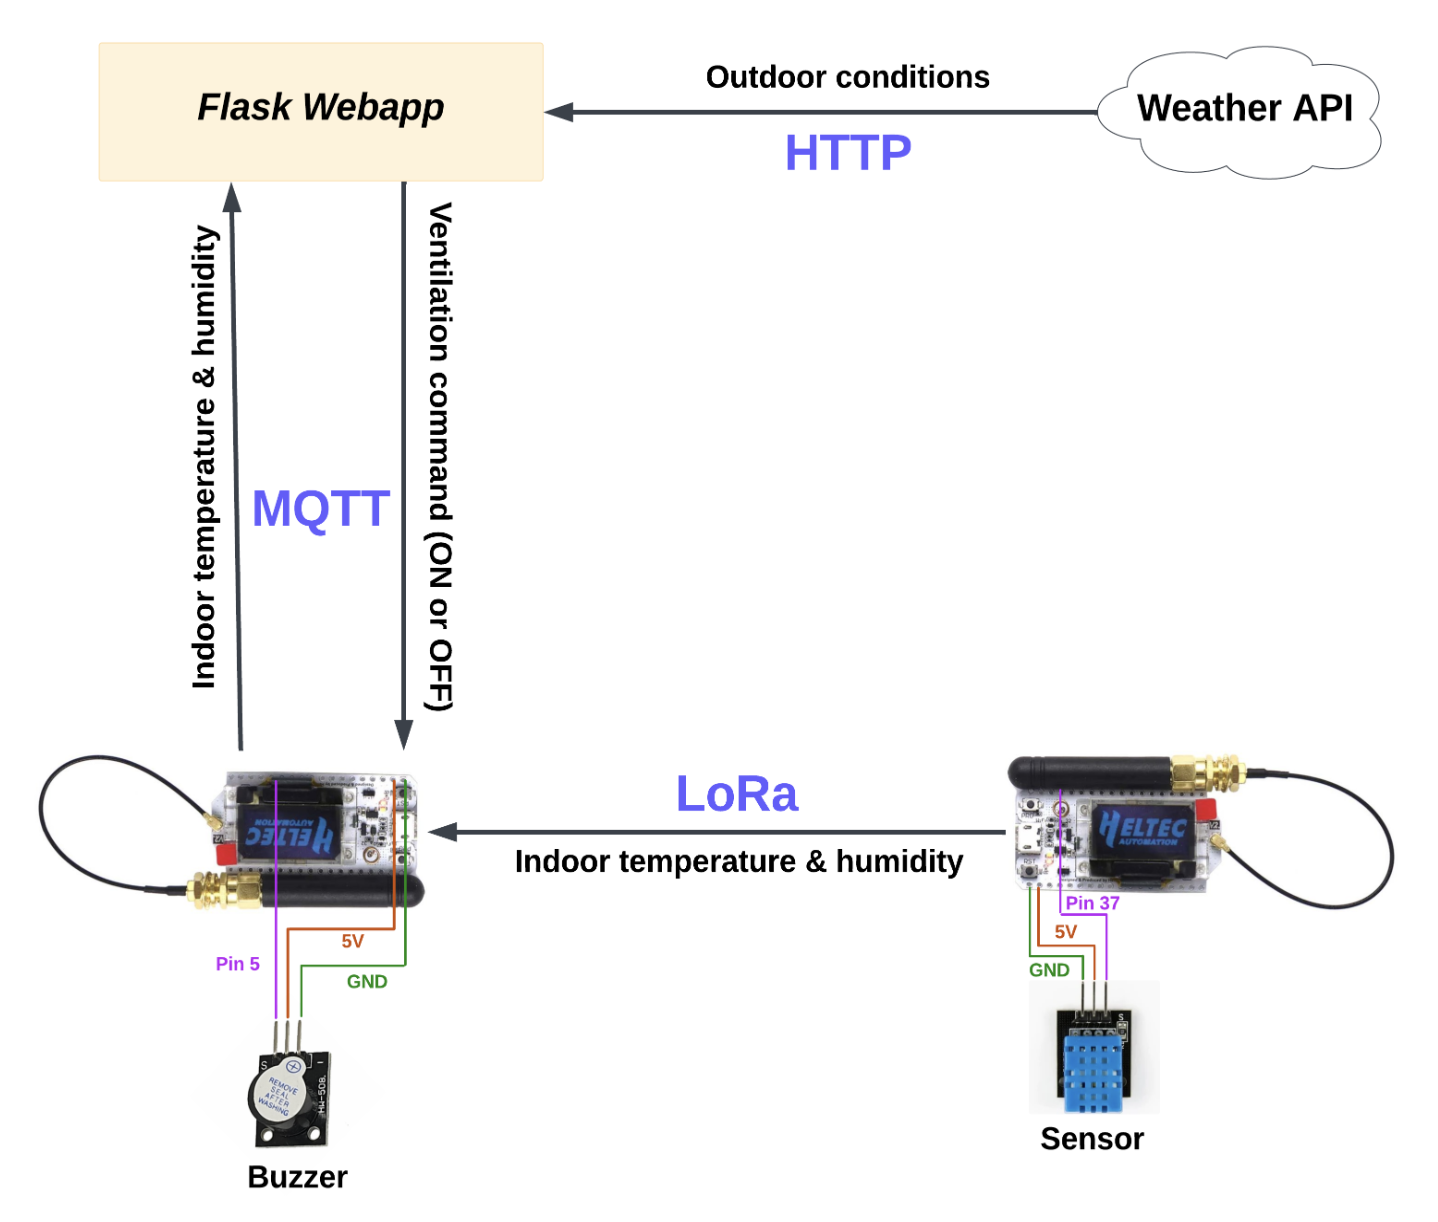 Flask Webapp
Outdoor conditions
HTTP
Weather API
Indoor temperature & humidity
MQTT
Ventilation command (ON or OFF)
HELTEC
AUTOMATION
LoRa
Indoor temperature & humidity
HELTEC
AUTOMATION
RST
Pin 37
5V
GND
Pin 5
5V
GND
S
S
-
REMOVE
SEAL
AFTER
WASHING
HW-508
Sensor
Buzzer